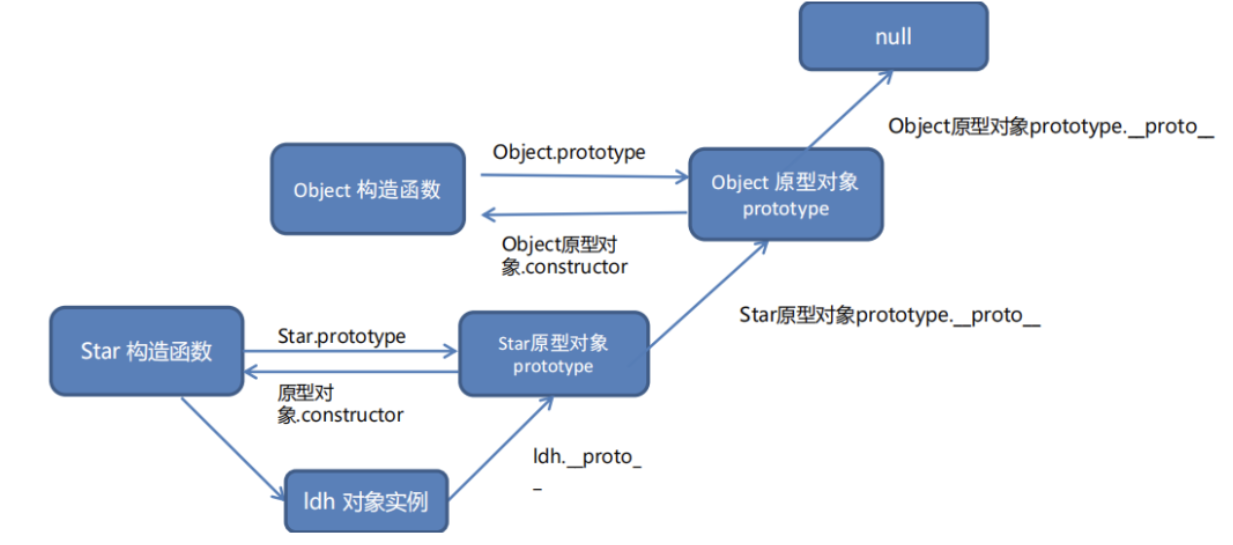 null
Object原型对象prototype.__proto__
Object.prototype
Object 构造函数
Object 原型对象
prototype
Object原型对
象.constructor
Star原型对象prototype.__proto__
Star 构造函数
Star.prototype
Star原型对象
prototype
原型对
象.constructor
ldh.__proto_
_
ldh 对象实例